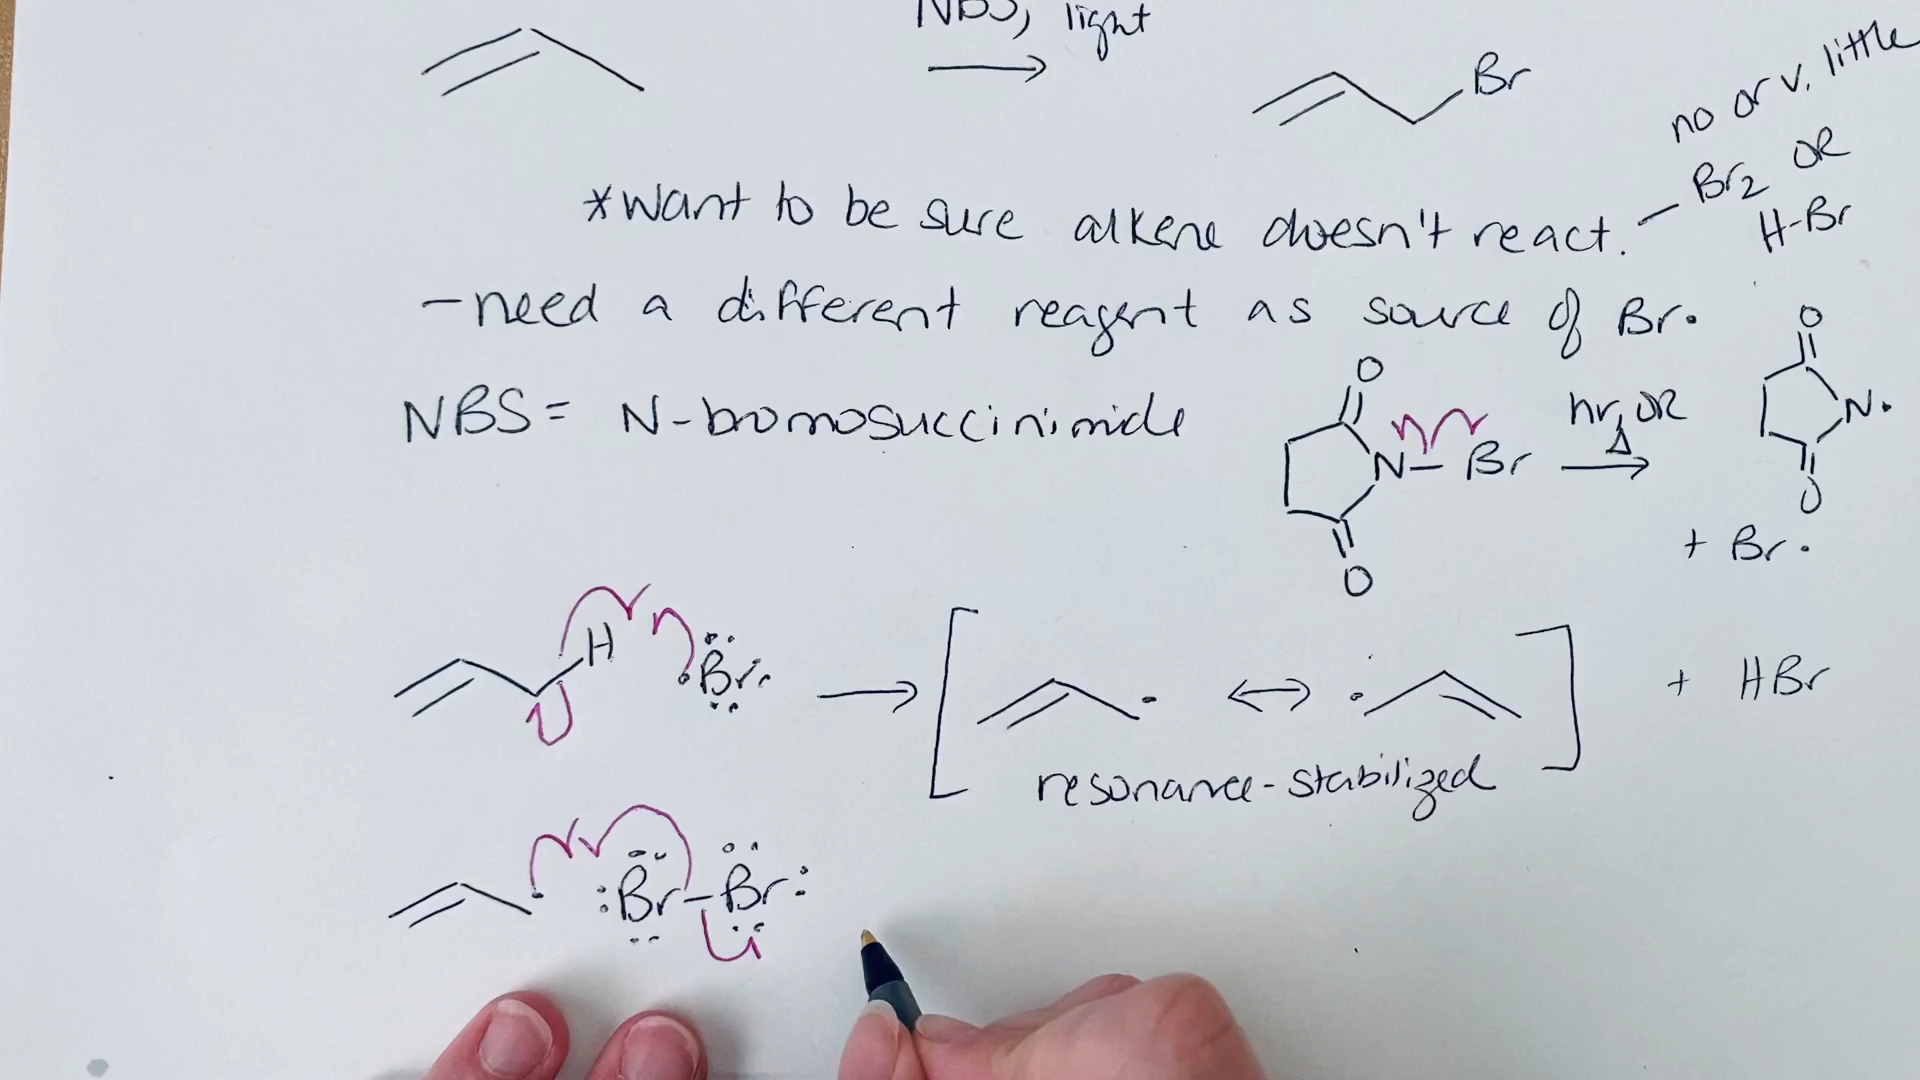 NBS, light
Br
no or v. little
*Want to be sure alkene doesn't react. — Br2 OR
H-Br
-need a different reagent as source of Br•
NBS = N-bromosuccinimide
O
N — Br
O
hv, OR
Δ
O
N•
O
+ Br•
H
•Br
+ HBr
resonance-stabilized
:Br-Br: